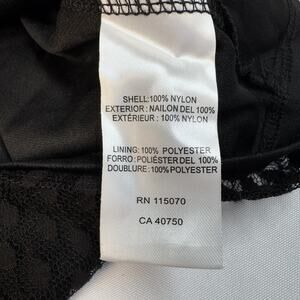 SHELL:100% NYLON
EXTERIOR: NAILON DEL 100%
EXTÉRIEUR : 100% NYLON
LINING: 100% POLYESTER
FORRO: POLIÉSTER DEL 100%
DOUBLURE: 100% POLYESTER
RN 115070
CA 40750